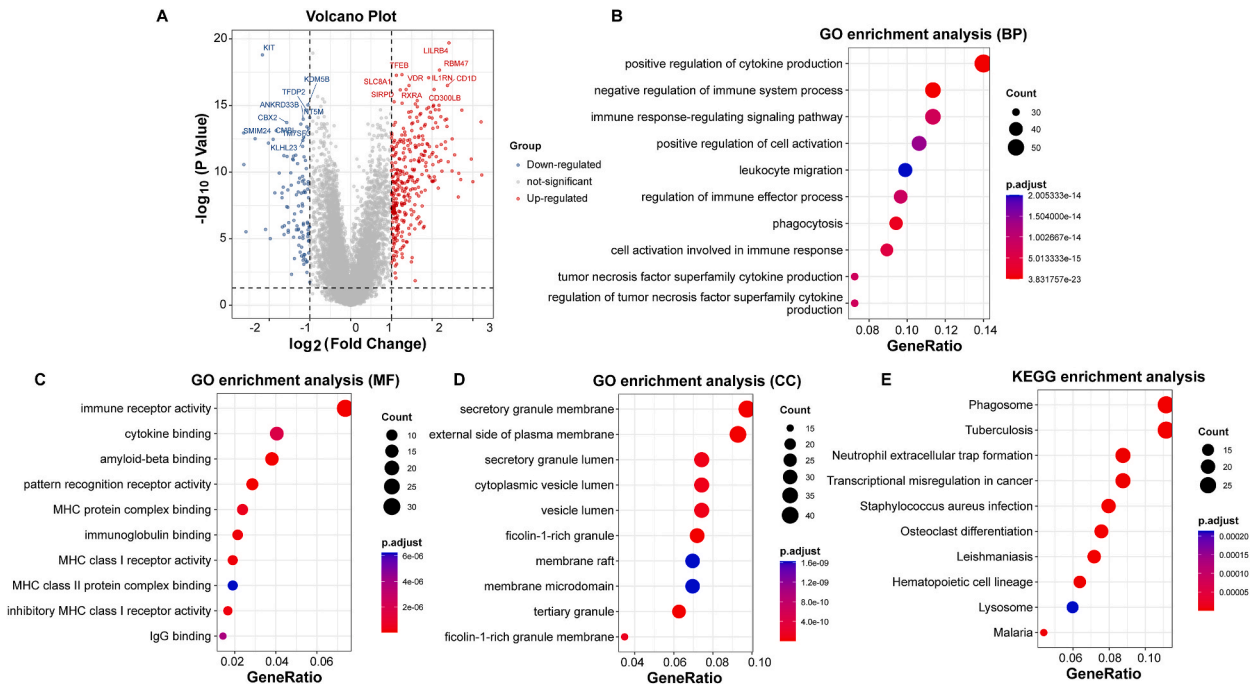 A
Volcano Plot
-log10 (P Value)
20
15
10
5
0
-2
-1
0
1
2
3
log2 (Fold Change)
KIT
KDM5B
TFDP2
ANKRD33B
NT5M
CBX2
SMIM24
KLHL23
LILRB4
TFEB
RBM47
SLC8A1
VDR
IL1RN
CD1D
SIRPD
RXRA
CD300LB
Group
Down-regulated
not-significant
Up-regulated
B
GO enrichment analysis (BP)
positive regulation of cytokine production
negative regulation of immune system process
immune response-regulating signaling pathway
positive regulation of cell activation
leukocyte migration
regulation of immune effector process
phagocytosis
cell activation involved in immune response
tumor necrosis factor superfamily cytokine production
regulation of tumor necrosis factor superfamily cytokine
production
0.08
0.10
0.12
0.14
GeneRatio
Count
30
40
50
p.adjust
2.005333e-14
1.504000e-14
1.002667e-14
5.013333e-15
3.831757e-23
C
GO enrichment analysis (MF)
immune receptor activity
cytokine binding
amyloid-beta binding
pattern recognition receptor activity
MHC protein complex binding
immunoglobulin binding
MHC class I receptor activity
MHC class II protein complex binding
inhibitory MHC class I receptor activity
IgG binding
0.02
0.04
0.06
GeneRatio
Count
10
15
20
25
30
p.adjust
6e-06
4e-06
2e-06
D
GO enrichment analysis (CC)
secretory granule membrane
external side of plasma membrane
secretory granule lumen
cytoplasmic vesicle lumen
vesicle lumen
ficolin-1-rich granule
membrane raft
membrane microdomain
tertiary granule
ficolin-1-rich granule membrane
0.04
0.06
0.08
0.10
GeneRatio
Count
15
20
25
30
35
40
p.adjust
1.6e-09
1.2e-09
8.0e-10
4.0e-10
E
KEGG enrichment analysis
Phagosome
Tuberculosis
Neutrophil extracellular trap formation
Transcriptional misregulation in cancer
Staphylococcus aureus infection
Osteoclast differentiation
Leishmaniasis
Hematopoietic cell lineage
Lysosome
Malaria
0.06
0.08
0.10
GeneRatio
Count
15
20
25
p.adjust
0.00020
0.00015
0.00010
0.00005